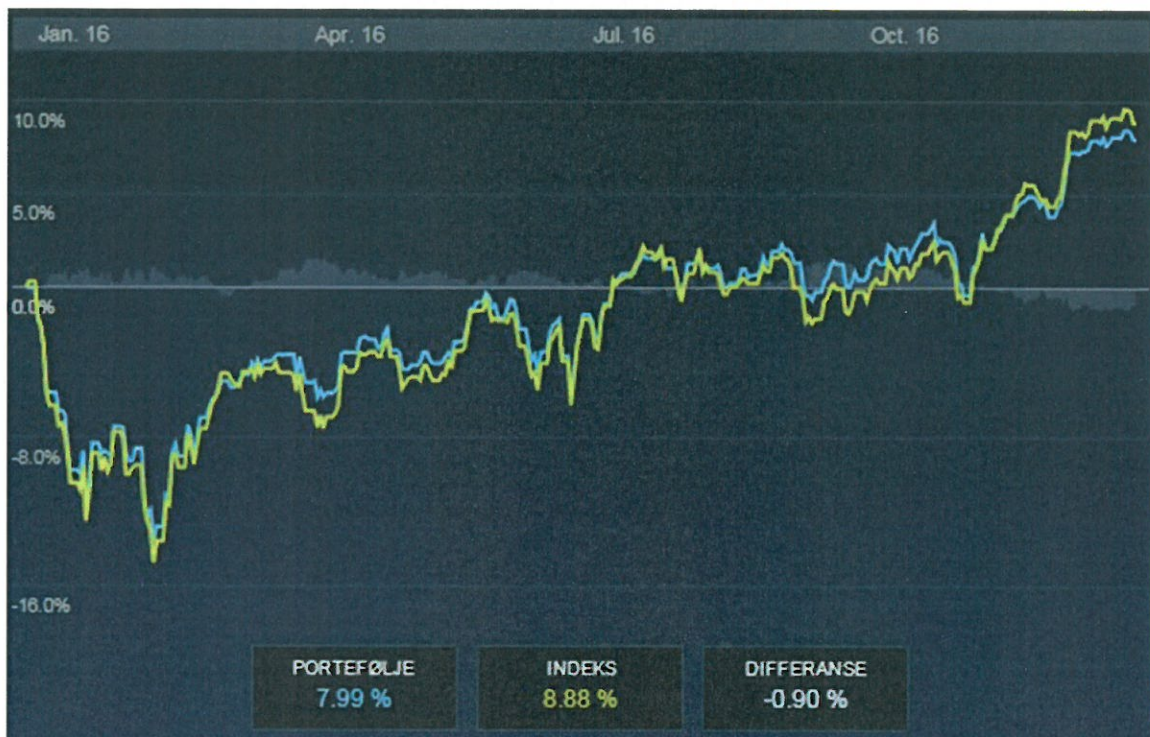 Jan. 16 Apr. 16 Jul. 16 Oct. 16
10.0%
5.0%
0.0%
-8.0%
-16.0%
PORTEFØLJE INDEKS DIFFERANSE
7.99 % 8.88 % -0.90 %